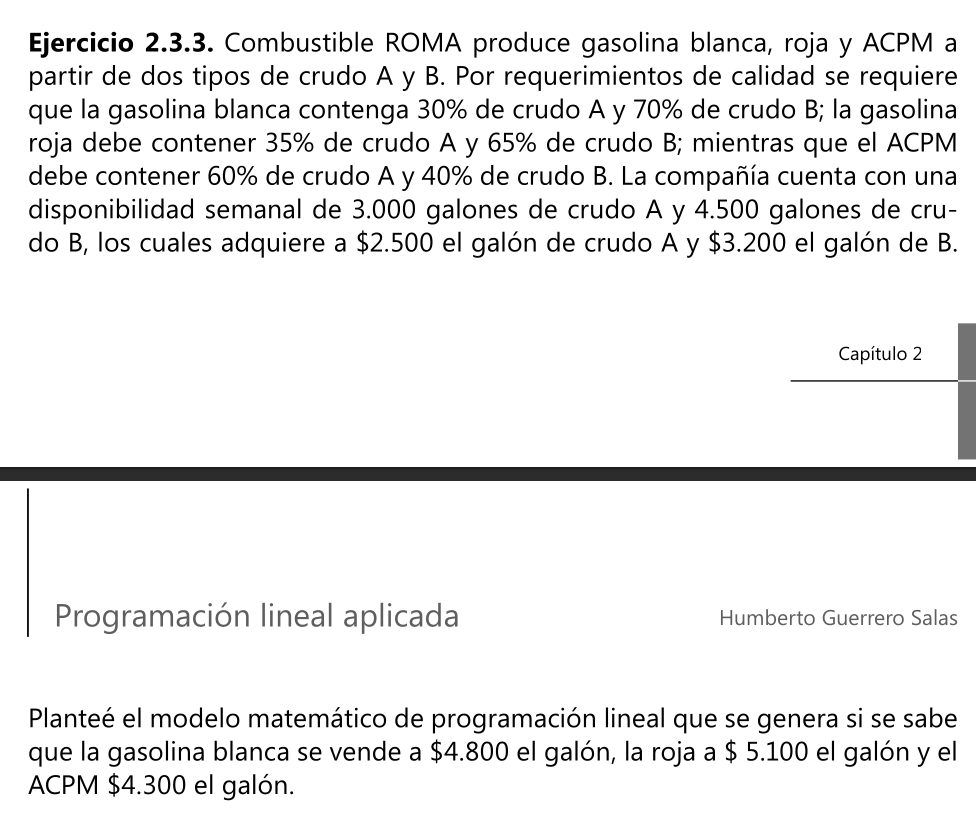 Ejercicio 2.3.3. Combustible ROMA produce gasolina blanca, roja y ACPM a
partir de dos tipos de crudo A y B. Por requerimientos de calidad se requiere
que la gasolina blanca contenga 30% de crudo A y 70% de crudo B; la gasolina
roja debe contener 35% de crudo A y 65% de crudo B; mientras que el ACPM
debe contener 60% de crudo A y 40% de crudo B. La compañía cuenta con una
disponibilidad semanal de 3.000 galones de crudo A y 4.500 galones de cru-
do B, los cuales adquiere a $2.500 el galón de crudo A y $3.200 el galón de B.
Capítulo 2
Programación lineal aplicada
Humberto Guerrero Salas
Planteé el modelo matemático de programación lineal que se genera si se sabe
que la gasolina blanca se vende a $4.800 el galón, la roja a $ 5.100 el galón y el
ACPM $4.300 el galón.